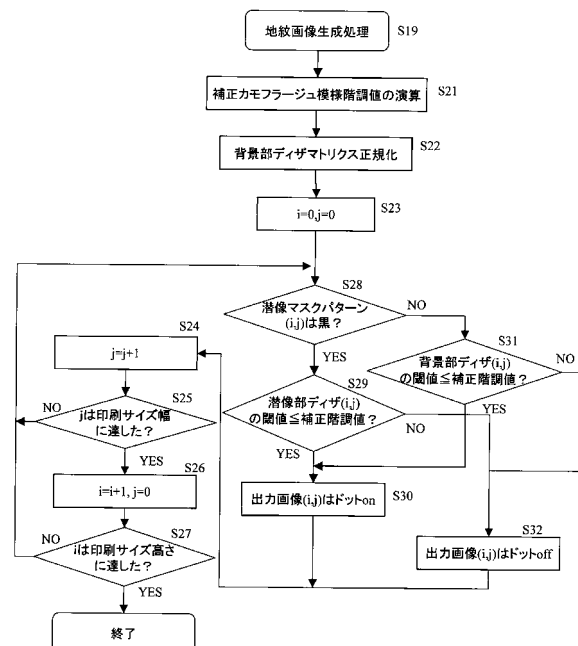 地紋画像生成処理
S19
補正カモフラージュ模様階調値の演算
S21
背景部ディザマトリクス正規化
S22
i=0,j=0
S23
S28
潜像マスクパターン
(i,j)は黒?
NO
YES
S31
背景部ディザ(i,j)
の閾値≦補正階調値?
NO
YES
S29
潜像部ディザ(i,j)
の閾値≦補正階調値?
NO
YES
出力画像(i,j)はドットon
S30
S32
出力画像(i,j)はドットoff
S24
j=j+1
S25
NO
jは印刷サイズ幅
に達した?
YES
S26
i=i+1, j=0
S27
NO
iは印刷サイズ高さ
に達した?
YES
終了